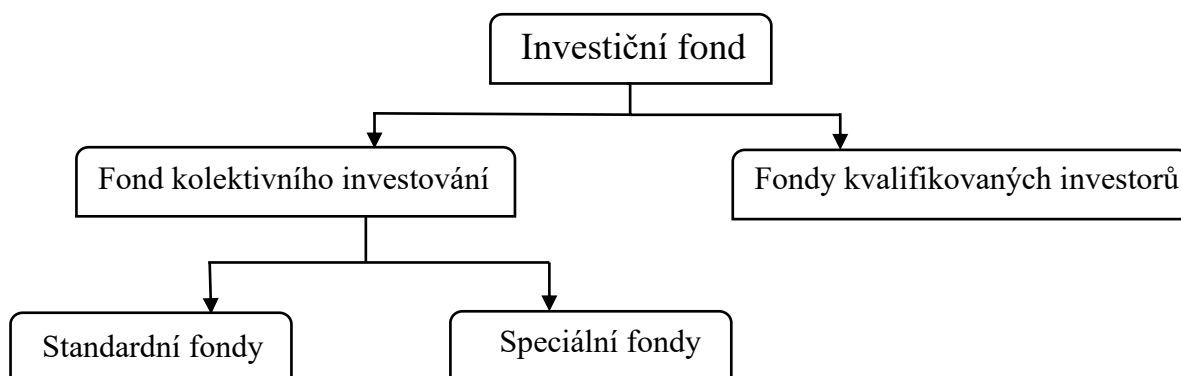 Investiční fond
Fond kolektivního investování
Fondy kvalifikovaných investorů
Standardní fondy
Speciální fondy